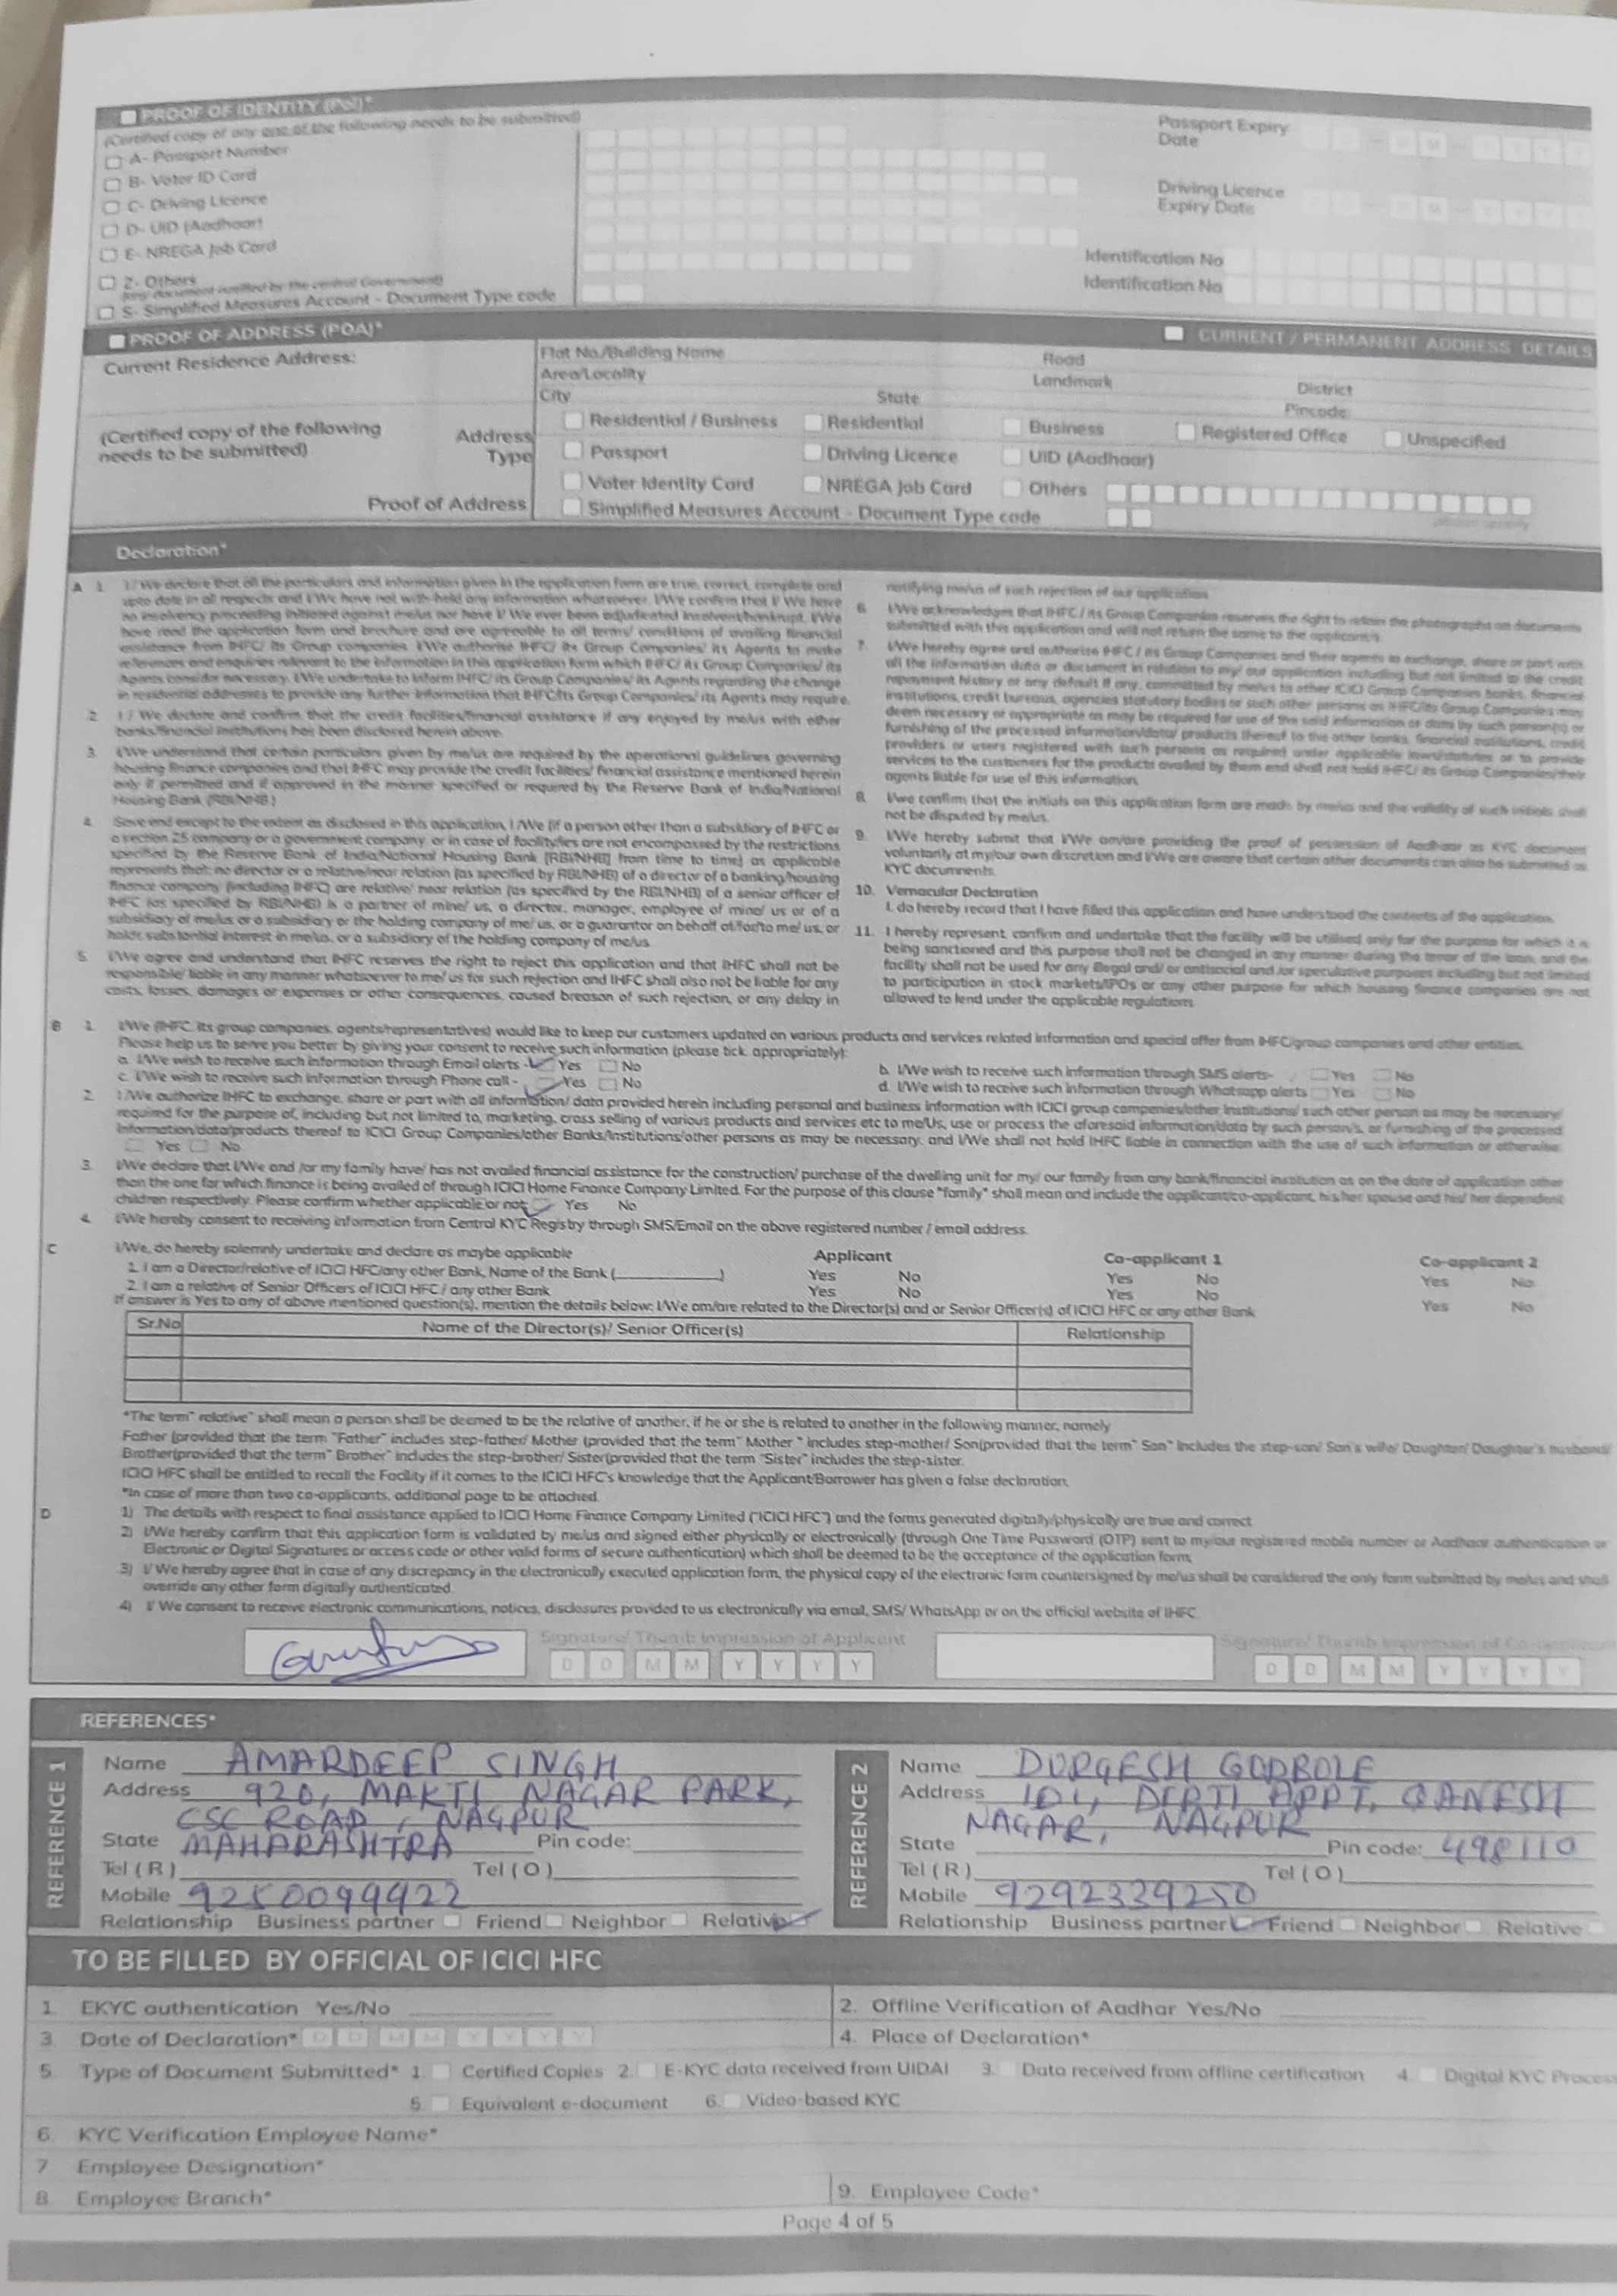 PROOF OF IDENTITY (PoI)*
(Certified copy of any one of the following needs to be submitted)
A- Passport Number
Passport Expiry Date
B- Voter ID Card
C- Driving Licence
Driving Licence Expiry Date
D- UID (Aadhaar)
E- NREGA Job Card
Z- Others
(any document notified by the central Government)
Identification No
S- Simplified Measures Account - Document Type code
Identification No
PROOF OF ADDRESS (POA)*
CURRENT / PERMANENT ADDRESS DETAILS
Current Residence Address:
Flat No./Building Name
Road
Area/Locality
Landmark
District
City
State
Pincode
(Certified copy of the following needs to be submitted)
Address Type
Residential / Business
Residential
Business
Registered Office
Unspecified
Proof of Address
Passport
Driving Licence
UID (Aadhaar)
Voter Identity Card
NREGA Job Card
Others
please specify
Simplified Measures Account - Document Type code
Declaration*
A 1. I/We declare that all the particulars and information given in the application form are true, correct, complete and
upto date in all respects and I/We have not with-held any information whatsoever. I/We confirm that I/ We have
no insolvency proceeding initiated against me/us nor have I/ We ever been adjudicated insolvent/bankrupt. I/We
have read the application form and brochure and are agreeable to all terms/ conditions of availing financial
assistance from IHFC/ its Group companies. I/We authorise IHFC/ its Group Companies/ its Agents to make
references and enquiries relevant to the information in this application form which IHFC/ its Group Companies/ its
Agents consider necessary. I/We undertake to inform IHFC/ its Group Companies/ its Agents regarding the change
in residential addresses to provide any further information that IHFC/its Group Companies/ its Agents may require.
2. I / We declare and confirm that the credit facilities/financial assistance if any enjoyed by me/us with other
banks/financial institutions has been disclosed herein above.
3. I/We understand that certain particulars given by me/us are required by the operational guidelines governing
housing finance companies and that IHFC may provide the credit facilities/ financial assistance mentioned herein
only if permitted and if approved in the manner specified or required by the Reserve Bank of India/National
Housing Bank (RBI/NHB.)
4. Save end except to the extent as disclosed in this application, I /We (if a person other than a subsidiary of IHFC or
a section 25 company or a government company, or in case of facility/ies are not encompassed by the restrictions
specified by the Reserve Bank of India/National Housing Bank [RBI/NHB] from time to time) as applicable
represents that: no director or a relative/near relation (as specified by RBI/NHB) of a director of a banking/housing
finance company (including IHFC) are relative/ near relation (as specified by the RBI/NHB) of a senior officer of
IHFC (as specified by RBI/NHB) is a partner of mine/ us, a director, manager, employee of mine/ us or of a
subsidiary of me/us or a subsidiary or the holding company of me/ us, or a guarantor on behalf of/for/to me/ us, or
holds substantial interest in me/us, or a subsidiary of the holding company of me/us
5. I/We agree and understand that IHFC reserves the right to reject this application and that IHFC shall not be
responsible/ liable in any manner whatsoever to me/ us for such rejection and IHFC shall also not be liable for any
costs, losses, damages or expenses or other consequences, caused breason of such rejection, or any delay in
notifying me/us of such rejection of our application.
6. I/We acknowledges that IHFC / its Group Companies reserves the right to retain the photographs an documents
submitted with this application and will not return the same to the applicant/s.
7. I/We hereby agree and authorize IHFC / its Group Companies and their agents to exchange, share or part with
all the information data or document in relation to my/ our application including but not limited to the credit
repayment history or any default if any, committed by me/us to other ICICI Group Companies banks, financial
institutions, credit bureaus, agencies statutory bodies or such other persons as IHFC/its Group Companies may
deem necessary or appropriate as may be required for use of the said information or data by such person(s) or
furnishing of the processed information/data/ products thereof to the other banks, financial institutions, credit
providers or users registered with such persons as required under applicable laws/statutes or to provide
services to the customers for the products availed by them end shall not hold IHFC/ its Group Companies/their
agents liable for use of this information.
8. I/we confirm that the initials on this application form are made by me/us and the validity of such initials shall
not be disputed by me/us.
9. I/We hereby submit that I/We am/are providing the proof of possession of Aadhaar as KYC document
voluntarily at my/our own discretion and I/We are aware that certain other documents can also be submitted as
KYC documents.
10. Vernacular Declaration
I, do hereby record that I have filled this application and have understood the contents of the application.
11. I hereby represent, confirm and undertake that the facility will be utilised only for the purpose for which it is
being sanctioned and this purpose shall not be changed in any manner during the tenor of the loan, and the
facility shall not be used for any illegal and/ or antisocial and /or speculative purposes including but not limited
to participation in stock markets/IPOs or any other purpose for which housing finance companies are not
allowed to lend under the applicable regulations
B 1. I/We (IHFC, its group companies, agents/representatives) would like to keep our customers updated on various products and services related information and special offer from IHFC/group companies and other entities.
Please help us to serve you better by giving your consent to receive such information (please tick appropriately):
a. I/We wish to receive such information through Email alerts - Yes No
b. I/We wish to receive such information through SMS alerts- Yes No
c. I/We wish to receive such information through Phone call - Yes No
d. I/We wish to receive such information through Whatsapp alerts Yes No
2. I /We authorize IHFC to exchange, share or part with all information/ data provided herein including personal and business information with ICICI group companies/other Institutions/ such other person as may be necessary/
required for the purpose of, including but not limited to, marketing, cross selling of various products and services etc to me/Us, use or process the aforesaid information/data by such person/s, or furnishing of the processed
information/data/products thereof to ICICI Group Companies/other Banks/Institutions/other persons as may be necessary: and I/We shall not hold IHFC liable in connection with the use of such information or otherwise.
Yes No
3. I/We declare that I/We and /or my family have/ has not availed financial assistance for the construction/ purchase of the dwelling unit for my/ our family from any bank/financial institution as on the date of application other
than the one for which finance is being availed of through ICICI Home Finance Company Limited. For the purpose of this clause "family" shall mean and include the applicant/co-applicant, his/her spouse and his/ her dependent
children respectively. Please confirm whether applicable or not Yes No
4. I/We hereby consent to receiving information from Central KYC Registry through SMS/Email on the above registered number / email address.
C I/We, do hereby solemnly undertake and declare as maybe applicable
Applicant Co-applicant 1 Co-applicant 2
1. I am a Director/relative of ICICI HFC/any other Bank, Name of the Bank (____________) Yes No Yes No Yes No
2. I am a relative of Senior Officers of ICICI HFC / any other Bank Yes No Yes No Yes No
If answer is Yes to any of above mentioned question(s), mention the details below: I/We am/are related to the Director(s) and or Senior Officer(s) of ICICI HFC or any other Bank
Sr.No Name of the Director(s)/ Senior Officer(s) Relationship
*The term" relative" shall mean a person shall be deemed to be the relative of another, if he or she is related to another in the following manner, namely
Father (provided that the term "Father" includes step-father/ Mother (provided that the term" Mother " includes step-mother/ Son(provided that the term" Son" Includes the step-son/ Son's wife/ Daughter/ Daughter's husband/
Brother(provided that the term" Brother" includes the step-brother/ Sister(provided that the term "Sister" includes the step-sister.
ICICI HFC shall be entitled to recall the Facility if it comes to the ICICI HFC's knowledge that the Applicant/Borrower has given a false declaration.
*In case of more than two co-applicants, additional page to be attached.
D 1) The details with respect to final assistance applied to ICICI Home Finance Company Limited ("ICICI HFC") and the forms generated digitally/physically are true and correct
2) I/We hereby confirm that this application form is validated by me/us and signed either physically or electronically (through One Time Password (OTP) sent to my/our registered mobile number or Aadhaar authentication or
Electronic or Digital Signatures or access code or other valid forms of secure authentication) which shall be deemed to be the acceptance of the application form;
3) I/ We hereby agree that in case of any discrepancy in the electronically executed application form, the physical copy of the electronic form countersigned by me/us shall be considered the only form submitted by me/us and shall
override any other form digitally authenticated.
4) I/ We consent to receive electronic communications, notices, disclosures provided to us electronically via email, SMS/ WhatsApp or on the official website of IHFC.
Signature/ Thumb Impression of Applicant
D D M M Y Y Y Y
Signature/ Thumb Impression of Co-applicant
D D M M Y Y Y Y
REFERENCES*
REFERENCE 1
Name AMARDEEP SINGH
Address 920, MAKTI NAGAR PARK,
CSC ROAD, NAGPUR
State MAHARASHTRA Pin code:
Tel ( R ) Tel ( O )
Mobile 9250099922
Relationship Business partner Friend Neighbor Relative
REFERENCE 2
Name DURGESH GODBOLE
Address 101, DEPTI APPT, GANESH
NAGAR, NAGPUR
State Pin code: 498110
Tel ( R ) Tel ( O )
Mobile 9292339250
Relationship Business partner Friend Neighbor Relative
TO BE FILLED BY OFFICIAL OF ICICI HFC
1. EKYC authentication Yes/No
2. Offline Verification of Aadhar Yes/No
3. Date of Declaration* D D M M Y Y Y Y
4. Place of Declaration*
5. Type of Document Submitted* 1. Certified Copies 2. E-KYC data received from UIDAI 3. Data received from offline certification 4. Digital KYC Process
5. Equivalent e-document 6. Video-based KYC
6. KYC Verification Employee Name*
7 Employee Designation*
8. Employee Branch*
9. Employee Code*
Page 4 of 5